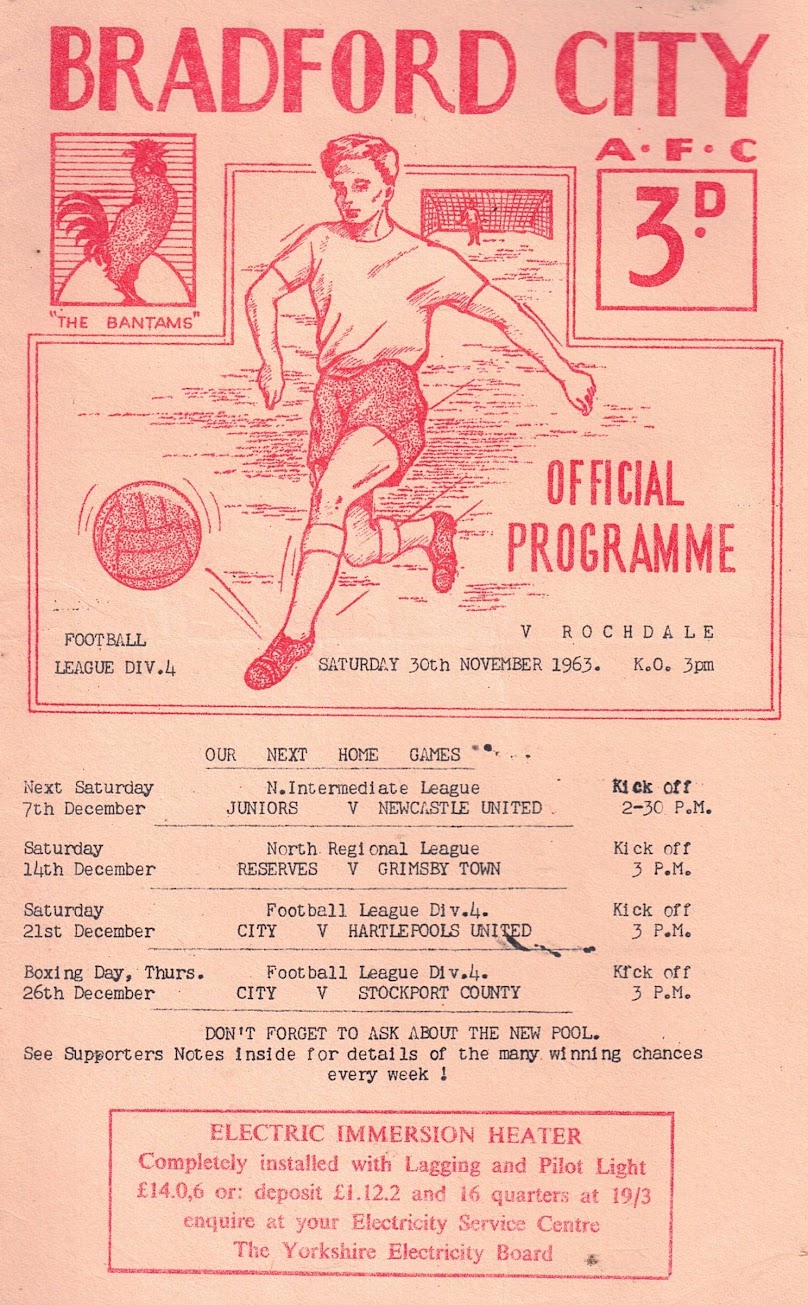 BRADFORD CITY
A·F·C
3D.
"THE BANTAMS"
OFFICIAL
PROGRAMME
FOOTBALL
LEAGUE DIV.4
V ROCHDALE
SATURDAY 30th NOVEMBER 1963. K.O. 3pm
OUR NEXT HOME GAMES
Next Saturday N.Intermediate League Kick off
7th December JUNIORS V NEWCASTLE UNITED 2-30 P.M.
Saturday North Regional League Kick off
14th December RESERVES V GRIMSBY TOWN 3 P.M.
Saturday Football League Div.4. Kick off
21st December CITY V HARTLEPOOLS UNITED 3 P.M.
Boxing Day, Thurs. Football League Div.4. Kick off
26th December CITY V STOCKPORT COUNTY 3 P.M.
DON'T FORGET TO ASK ABOUT THE NEW POOL.
See Supporters Notes inside for details of the many winning chances
every week !
ELECTRIC IMMERSION HEATER
Completely installed with Lagging and Pilot Light
£14.0,6 or: deposit £1.12.2 and 16 quarters at 19/3
enquire at your Electricity Service Centre
The Yorkshire Electricity Board